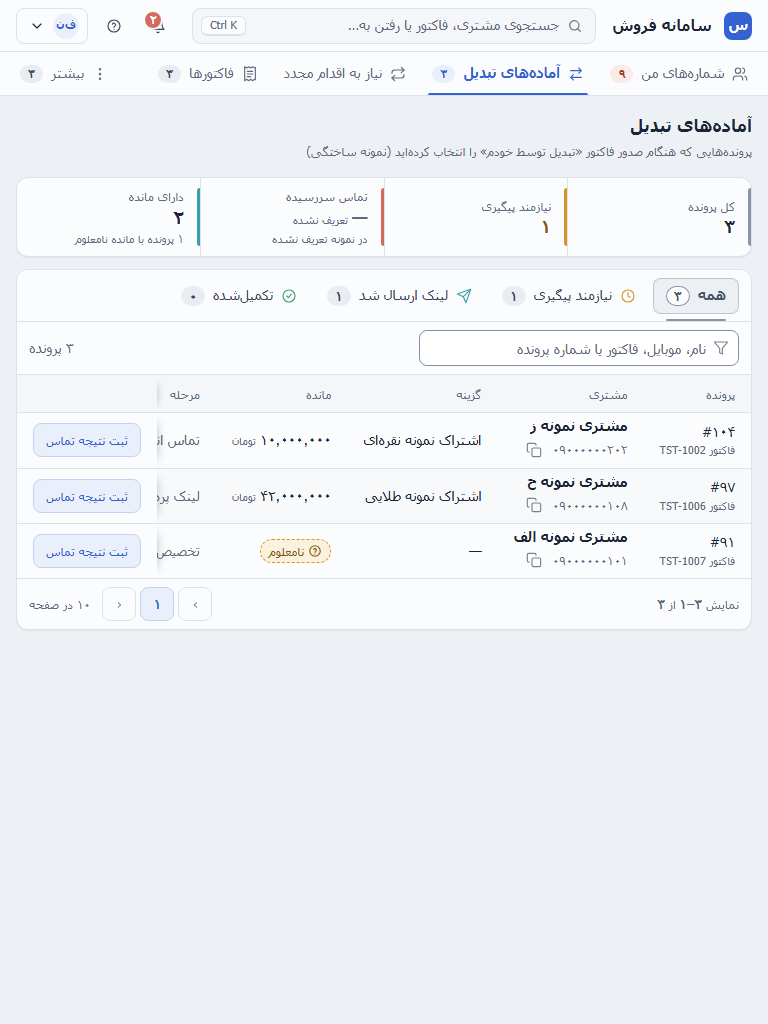 س
سامانه فروش
جستجوی مشتری، فاکتور یا رفتن به...
Ctrl K
۲
ف‌ن
شماره‌های من ۹
آماده‌های تبدیل ۳
نیاز به اقدام مجدد
فاکتورها ۳
بیشتر ۳
آماده‌های تبدیل
پرونده‌هایی که هنگام صدور فاکتور «تبدیل توسط خودم» را انتخاب کرده‌اید (نمونه ساختگی)
کل پرونده
۳
نیازمند پیگیری
۱
تماس سررسیده
— تعریف نشده
در نمونه تعریف نشده
دارای مانده
۲
۱ پرونده با مانده نامعلوم
همه ۳
نیازمند پیگیری ۱
لینک ارسال شد ۱
تکمیل‌شده ۰
نام، موبایل، فاکتور یا شماره پرونده
۳ پرونده
پرونده مشتری گزینه مانده مرحله
#۱۰۴
فاکتور TST-1002
مشتری نمونه ز
۰۹۰۰۰۰۰۰۲۰۲
اشتراک نمونه نقره‌ای
۱۰,۰۰۰,۰۰۰ تومان
تماس
ثبت نتیجه تماس
#۹۷
فاکتور TST-1006
مشتری نمونه ح
۰۹۰۰۰۰۰۰۱۰۸
اشتراک نمونه طلایی
۴۲,۰۰۰,۰۰۰ تومان
لینک
ثبت نتیجه تماس
#۹۱
فاکتور TST-1007
مشتری نمونه الف
۰۹۰۰۰۰۰۰۱۰۱
—
نامعلوم
تخصیص
ثبت نتیجه تماس
نمایش ۱–۳ از ۳
‹ ۱ ›
۱۰ در صفحه